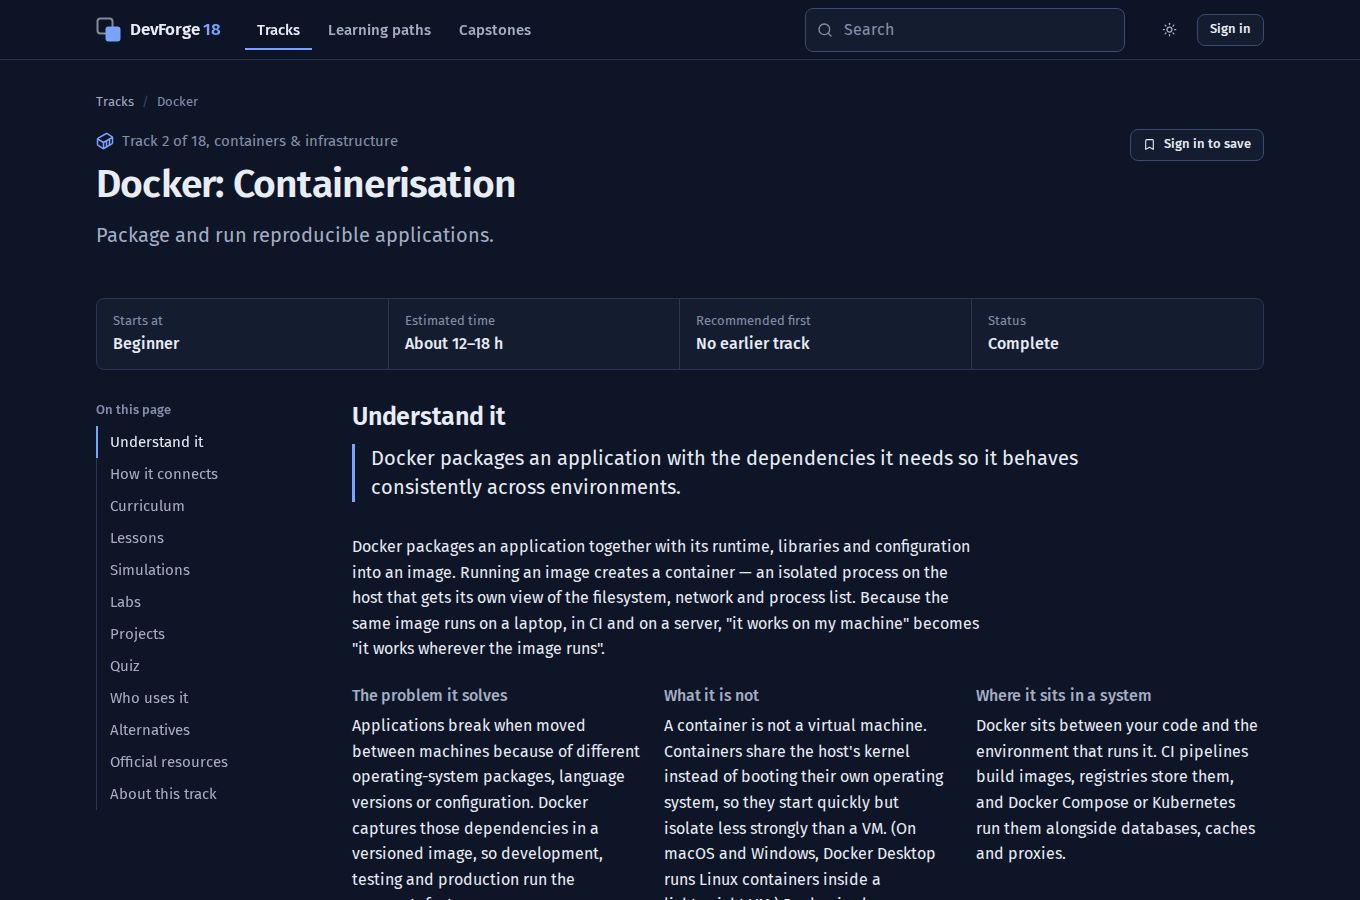 DevForge 18
Tracks
Learning paths
Capstones
Search
Sign in
Tracks / Docker
Track 2 of 18, containers & infrastructure
Sign in to save
Docker: Containerisation
Package and run reproducible applications.
Starts at
Beginner
Estimated time
About 12–18 h
Recommended first
No earlier track
Status
Complete
On this page
Understand it
How it connects
Curriculum
Lessons
Simulations
Labs
Projects
Quiz
Who uses it
Alternatives
Official resources
About this track
Understand it
Docker packages an application with the dependencies it needs so it behaves
consistently across environments.
Docker packages an application together with its runtime, libraries and configuration
into an image. Running an image creates a container — an isolated process on the
host that gets its own view of the filesystem, network and process list. Because the
same image runs on a laptop, in CI and on a server, "it works on my machine" becomes
"it works wherever the image runs".
The problem it solves
Applications break when moved
between machines because of different
operating-system packages, language
versions or configuration. Docker
captures those dependencies in a
versioned image, so development,
testing and production run the
What it is not
A container is not a virtual machine.
Containers share the host's kernel
instead of booting their own operating
system, so they start quickly but
isolate less strongly than a VM. (On
macOS and Windows, Docker Desktop
runs Linux containers inside a
Where it sits in a system
Docker sits between your code and the
environment that runs it. CI pipelines
build images, registries store them,
and Docker Compose or Kubernetes
run them alongside databases, caches
and proxies.